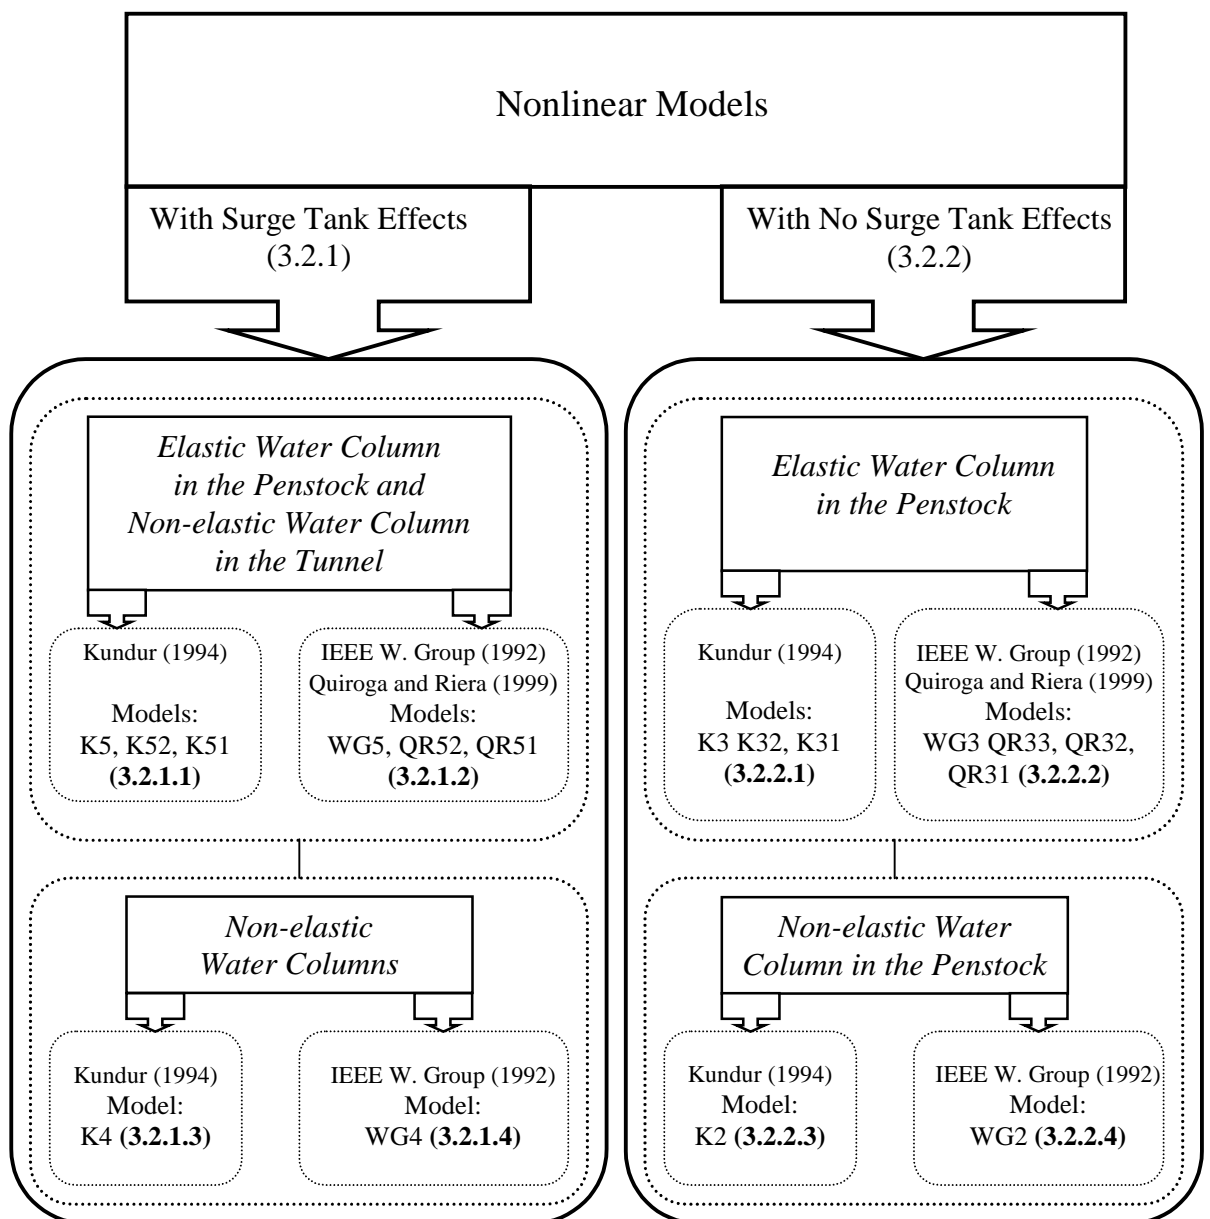 Nonlinear Models
With Surge Tank Effects
(3.2.1)
With No Surge Tank Effects
(3.2.2)
Elastic Water Column
in the Penstock and
Non-elastic Water Column
in the Tunnel
Kundur (1994)
Models:
K5, K52, K51
(3.2.1.1)
IEEE W. Group (1992)
Quiroga and Riera (1999)
Models:
WG5, QR52, QR51
(3.2.1.2)
Non-elastic
Water Columns
Kundur (1994)
Model:
K4 (3.2.1.3)
IEEE W. Group (1992)
Model:
WG4 (3.2.1.4)
Elastic Water Column
in the Penstock
Kundur (1994)
Models:
K3 K32, K31
(3.2.2.1)
IEEE W. Group (1992)
Quiroga and Riera (1999)
Models:
WG3 QR33, QR32,
QR31 (3.2.2.2)
Non-elastic Water
Column in the Penstock
Kundur (1994)
Model:
K2 (3.2.2.3)
IEEE W. Group (1992)
Model:
WG2 (3.2.2.4)